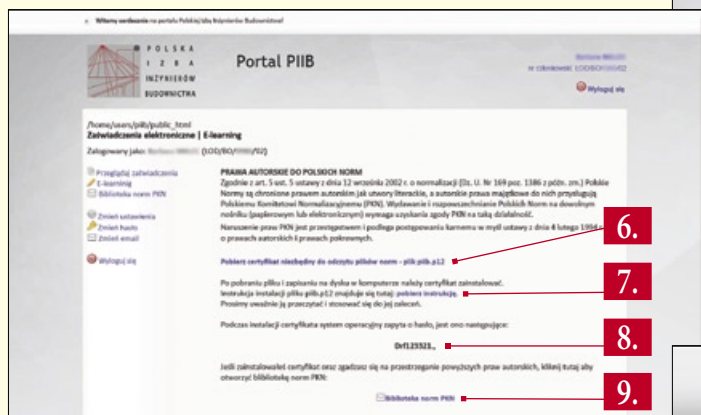 Witamy serdecznie na portalu Polskiej Izby Inżynierów Budownictwa!
POLSKA
IZBA
INŻYNIERÓW
BUDOWNICTWA
Portal PIIB
nr członkowski: ŁOD/BO/ /02
Wyloguj się
/home/users/piib/public_html
Zaświadczenia elektroniczne | E-learning
Zalogowany jako: (ŁOD/BO/ /02)
Przeglądaj zaświadczenia
E-learning
Biblioteka norm PKN
Zmień ustawienia
Zmień hasło
Zmień email
Wyloguj się
PRAWA AUTORSKIE DO POLSKICH NORM
Zgodnie z art. 5 ust. 5 ustawy z dnia 12 września 2002 r. o normalizacji (Dz. U. Nr 169 poz. 1386 z późn. zm.) Polskie
Normy są chronione prawem autorskim jak utwory literackie, a autorskie prawa majątkowe do nich przysługują
Polskiemu Komitetowi Normalizacyjnemu (PKN). Wydawanie i rozpowszechnianie Polskich Norm na dowolnym
nośniku (papierowym lub elektronicznym) wymaga uzyskania zgody PKN na taką działalność.
Naruszenie praw PKN jest przestępstwem i podlega postępowaniu karnemu w myśl ustawy z dnia 4 lutego 1994 r.
o prawach autorskich i prawach pokrewnych.
6.
Pobierz certyfikat niezbędny do odczytu plików norm - plik piib.p12
Po pobraniu pliku i zapisaniu na dysku w komputerze należy certyfikat zainstalować.
Instrukcja instalacji pliku piib.p12 znajduje się tutaj: pobierz instrukcję.
7.
Prosimy uważnie ją przeczytać i stosować się do jej zaleceń.
Podczas instalacji certyfikatu system operacyjny zapyta o hasło, jest ono następujące:
Drf123321.,
8.
Jeśli zainstalowałeś certyfikat oraz zgadzasz się na przestrzeganie powyższych praw autorskich, kliknij tutaj aby
otworzyć bibliotekę norm PKN:
Biblioteka norm PKN
9.